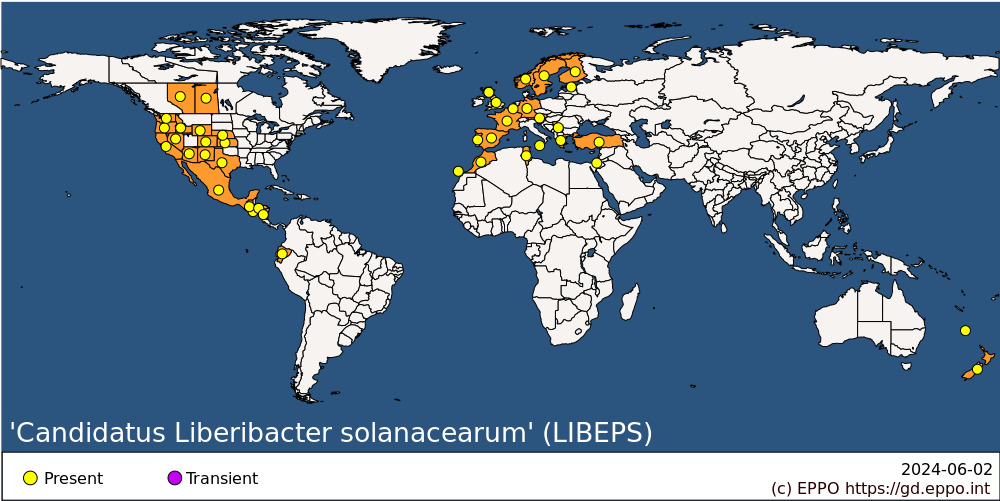 'Candidatus Liberibacter solanacearum' (LIBEPS)
Present
Transient
2024-06-02
(c) EPPO https://gd.eppo.int